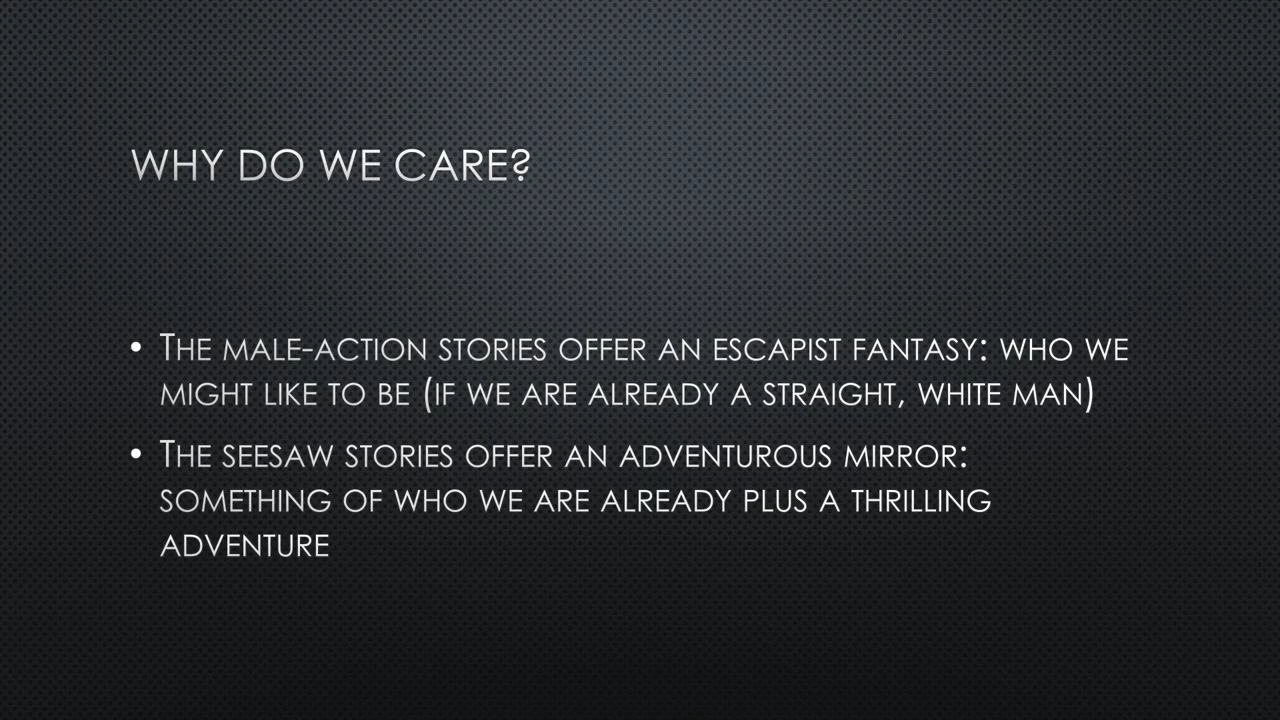 WHY DO WE CARE?
• THE MALE-ACTION STORIES OFFER AN ESCAPIST FANTASY: WHO WE
MIGHT LIKE TO BE (IF WE ARE ALREADY A STRAIGHT, WHITE MAN)
• THE SEESAW STORIES OFFER AN ADVENTUROUS MIRROR:
SOMETHING OF WHO WE ARE ALREADY PLUS A THRILLING
ADVENTURE